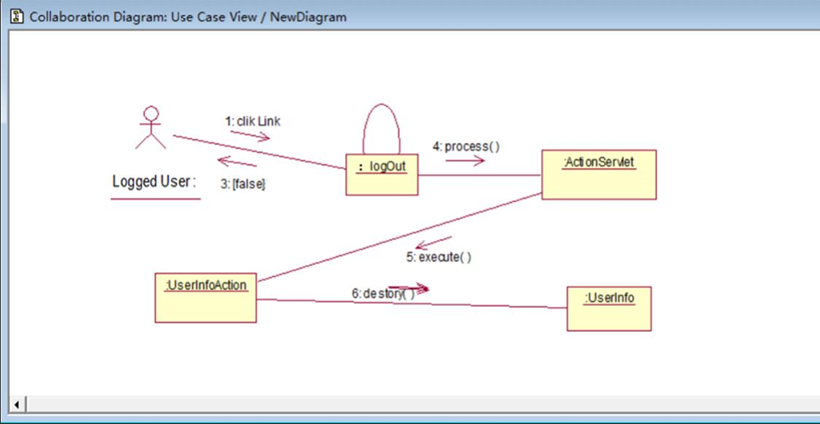 Collaboration Diagram: Use Case View / NewDiagram
1: clik Link
4: process( )
: logOut
:ActionServlet
Logged User :
3: [false]
5: execute( )
:UserInfoAction
6: destory( )
:UserInfo